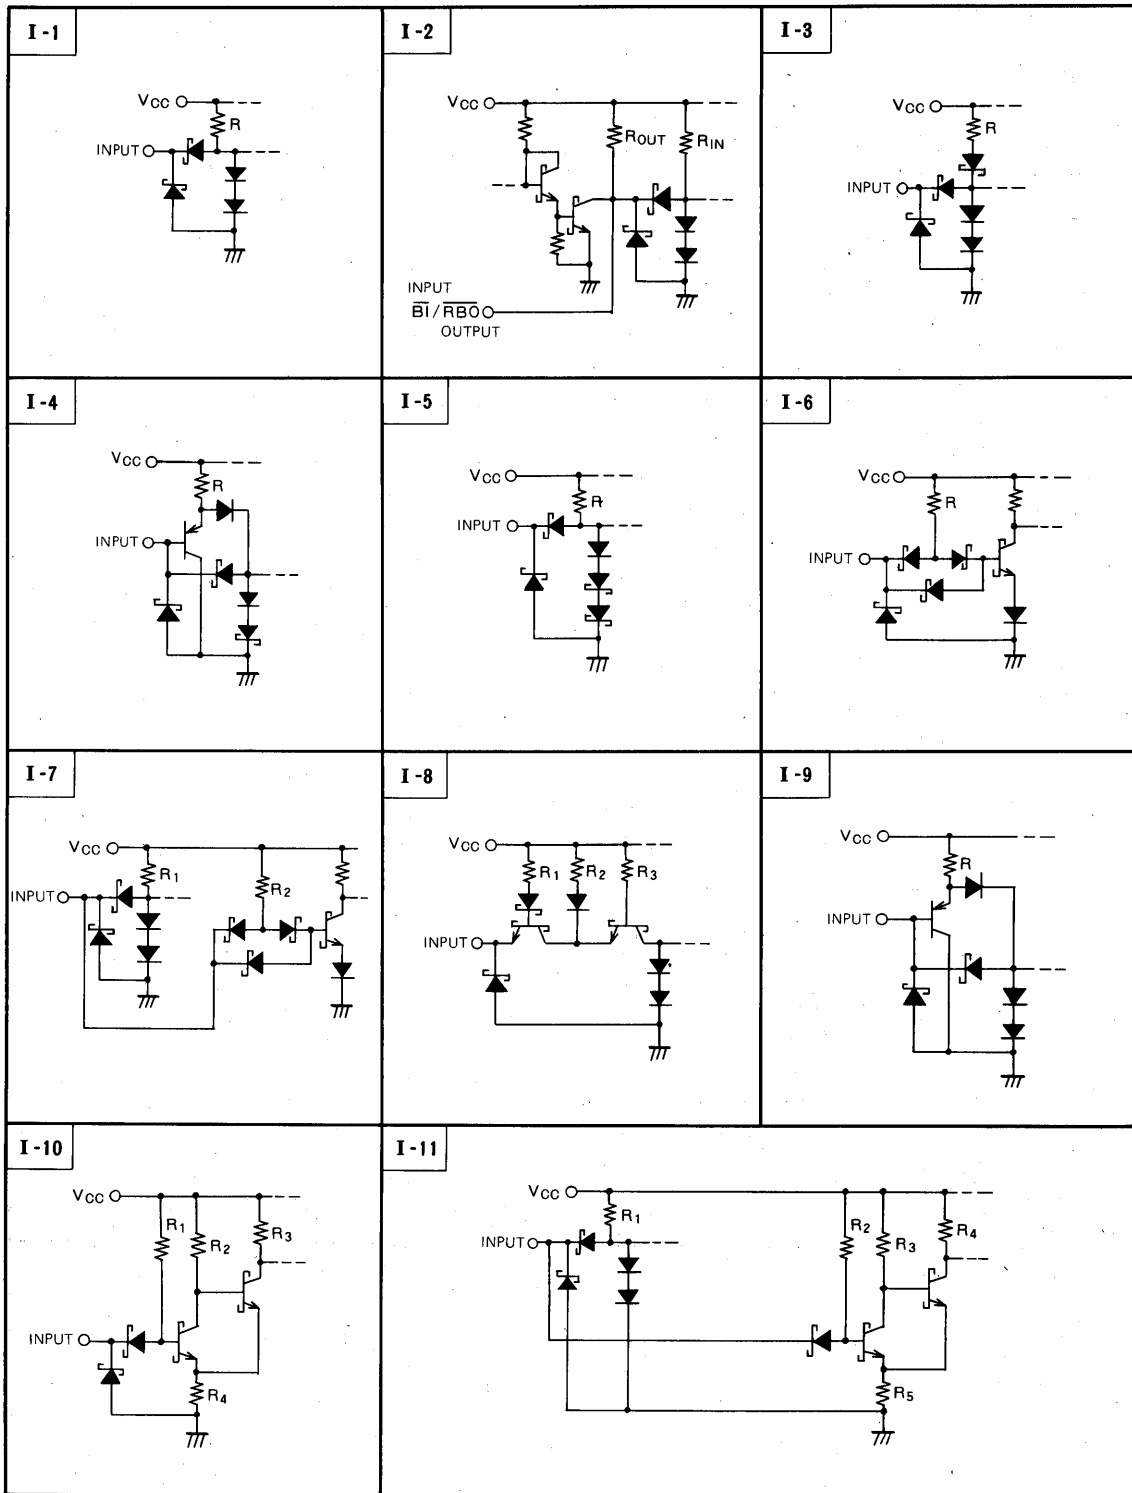 I-1
VCC
R
INPUT
I-2
VCC
ROUT
RIN
INPUT
BI/RBO
OUTPUT
I-3
VCC
R
INPUT
I-4
VCC
R
INPUT
I-5
VCC
R
INPUT
I-6
VCC
R
INPUT
I-7
VCC
R1
INPUT
R2
I-8
VCC
R1
R2
R3
INPUT
I-9
VCC
R
INPUT
I-10
VCC
R1
R2
R3
INPUT
R4
I-11
VCC
R1
R2
R3
R4
INPUT
R5